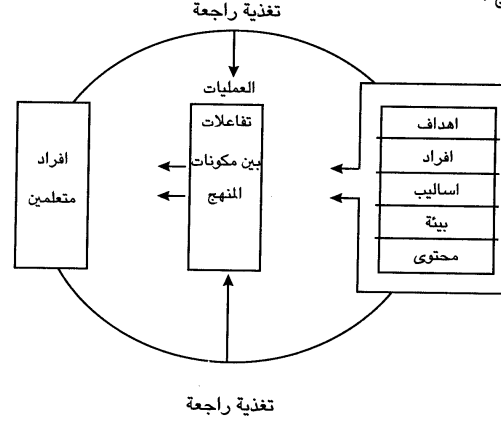 تغذية راجعة
العمليات
تفاعلات
بين مكونات
المنهج
اهداف
افراد
اساليب
بيئة
محتوى
افراد
متعلمين
تغذية راجعة